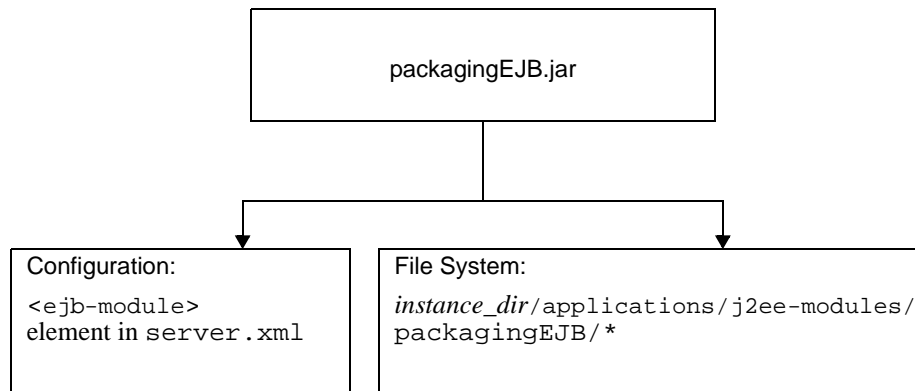 packagingEJB.jar
Configuration:
<ejb-module>
element in server.xml
File System:
instance_dir/applications/j2ee-modules/
packagingEJB/*